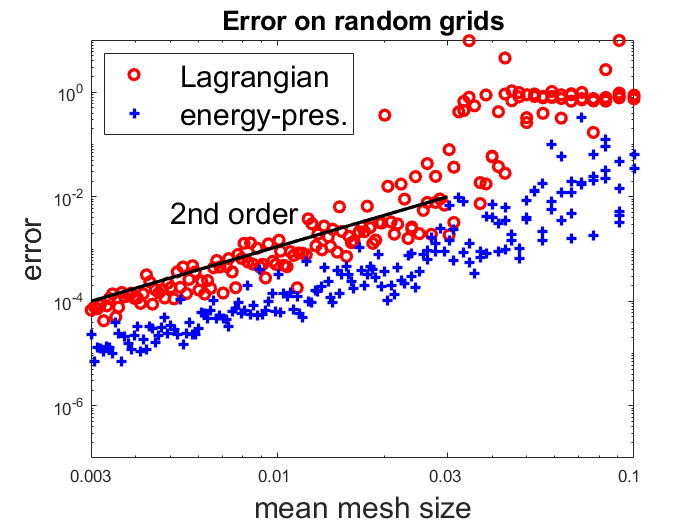 Error on random grids
Lagrangian
energy-pres.
2nd order
error
10^0
10^-2
10^-4
10^-6
0.003
0.01
0.03
0.1
mean mesh size